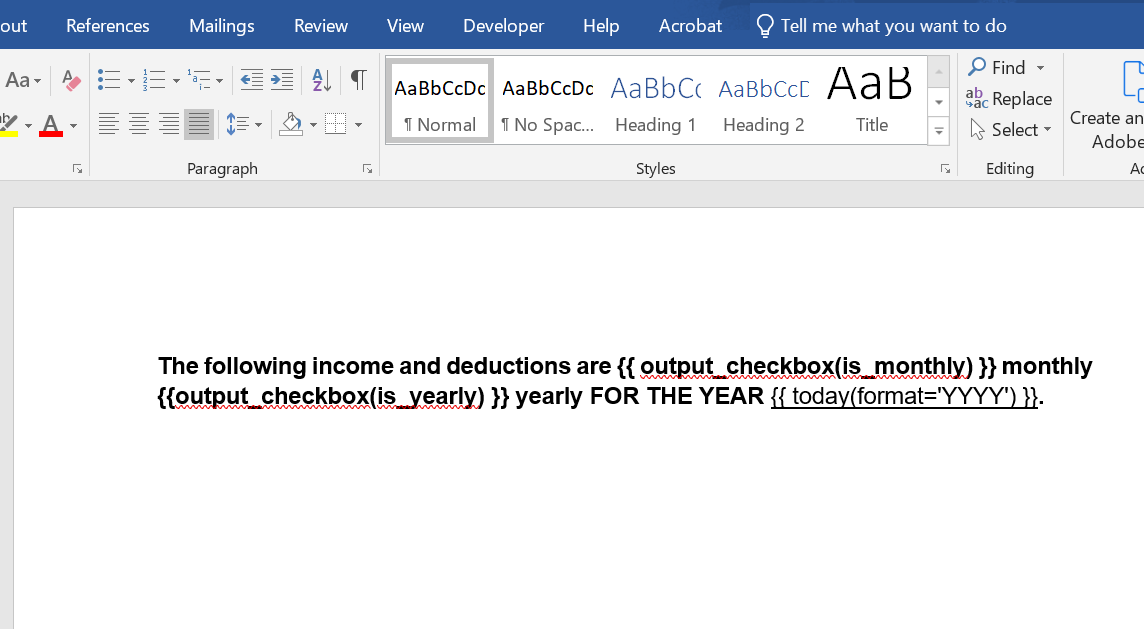 out References Mailings Review View Developer Help Acrobat Tell me what you want to do
Aa A AaBbCcDc AaBbCcDc AaBbCc AaBbCcD AaB Find
ab A ¶ Normal ¶ No Spac... Heading 1 Heading 2 Title Replace
Select
Create an
Adobe
Paragraph Styles Editing Ac
The following income and deductions are {{ output_checkbox(is_monthly) }} monthly
{{output_checkbox(is_yearly) }} yearly FOR THE YEAR {{ today(format='YYYY') }}.